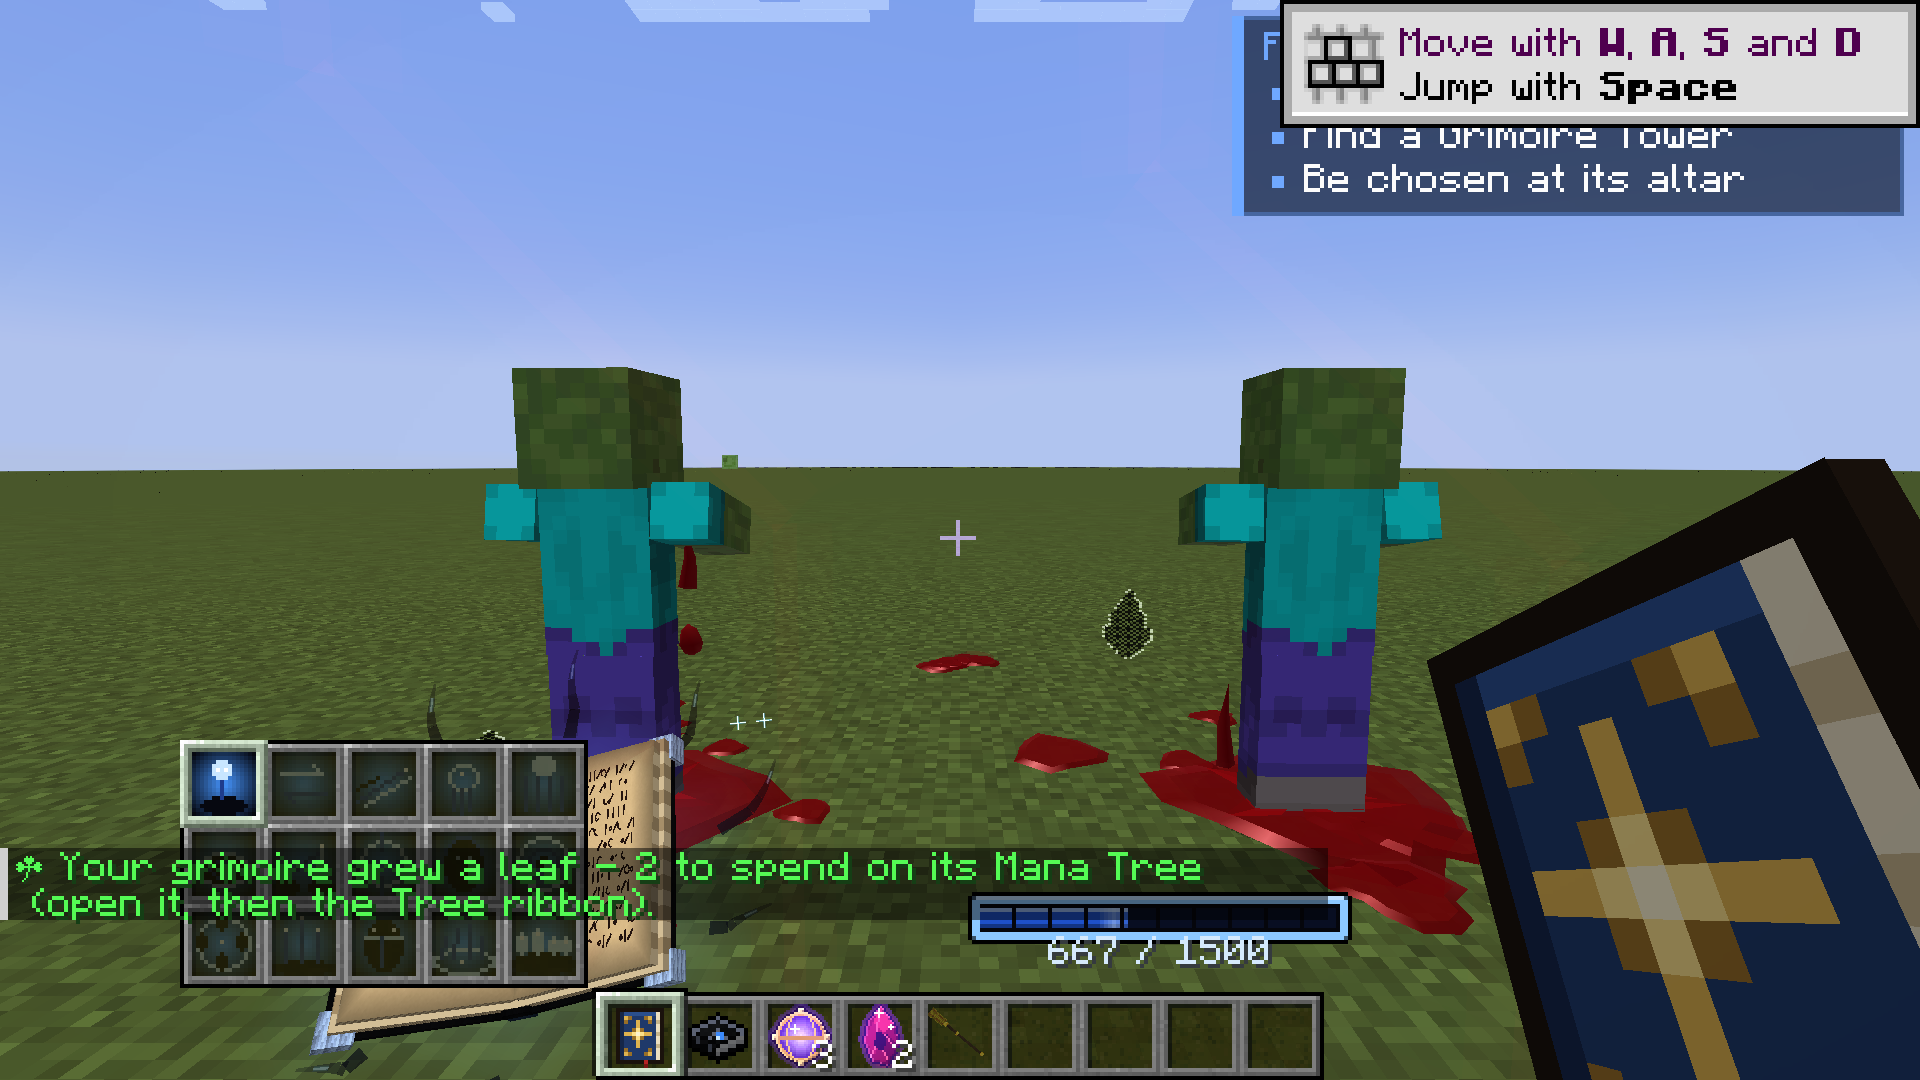 Move with W, A, S and D
Jump with Space
Find a Grimoire Tower
Be chosen at its altar
☘ Your grimoire grew a leaf — 2 to spend on its Mana Tree
(open it, then the Tree ribbon).
667 / 1500
3
2